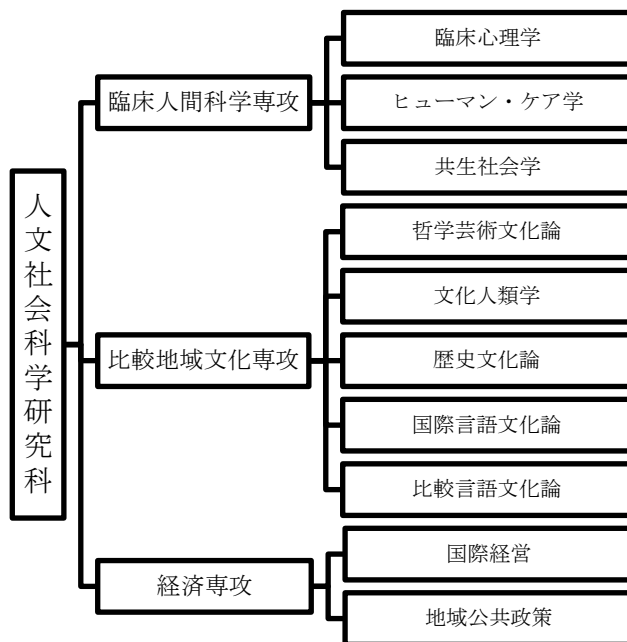 人文社会科学研究科
臨床人間科学専攻
臨床心理学
ヒューマン・ケア学
共生社会学
比較地域文化専攻
哲学芸術文化論
文化人類学
歴史文化論
国際言語文化論
比較言語文化論
経済専攻
国際経営
地域公共政策